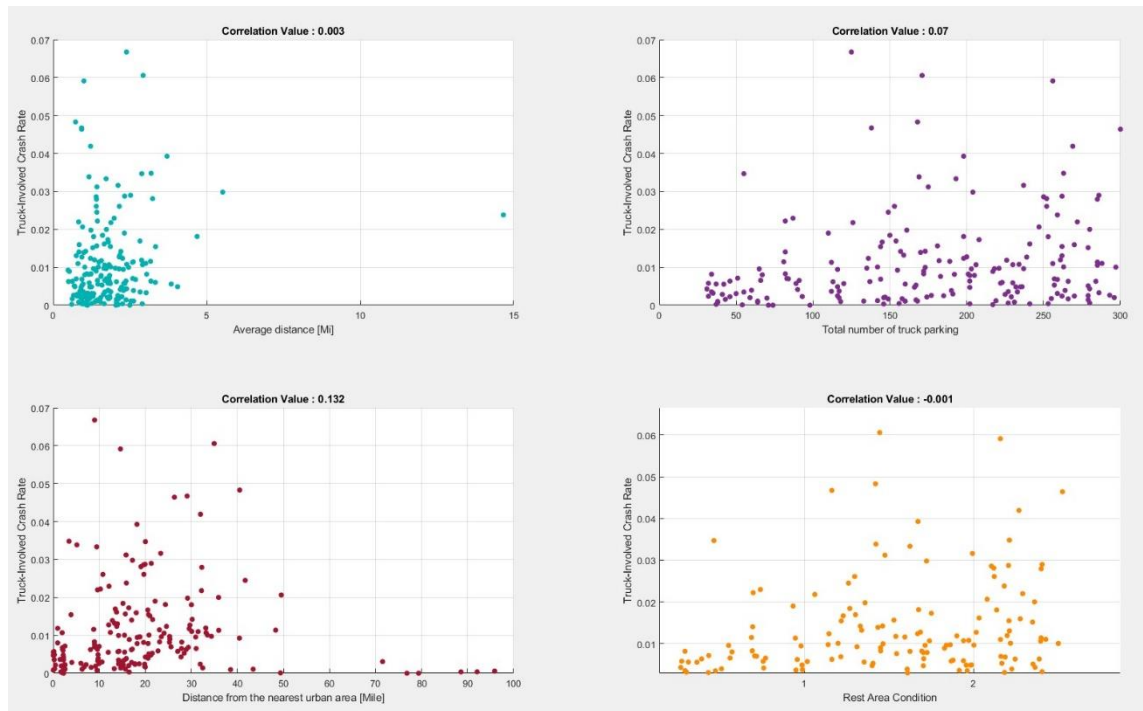 Correlation Value : 0.003
0.07
0.06
0.05
0.04
0.03
0.02
0.01
0
Truck-Involved Crash Rate
0 5 10 15
Average distance [Mi]
Correlation Value : 0.07
0.07
0.06
0.05
0.04
0.03
0.02
0.01
0
Truck-Involved Crash Rate
0 50 100 150 200 250 300
Total number of truck parking
Correlation Value : 0.132
0.07
0.06
0.05
0.04
0.03
0.02
0.01
0
Truck-Involved Crash Rate
0 10 20 30 40 50 60 70 80 90 100
Distance from the nearest urban area [Mile]
Correlation Value : -0.001
0.06
0.05
0.04
0.03
0.02
0.01
Truck-Involved Crash Rate
1 2
Rest Area Condition